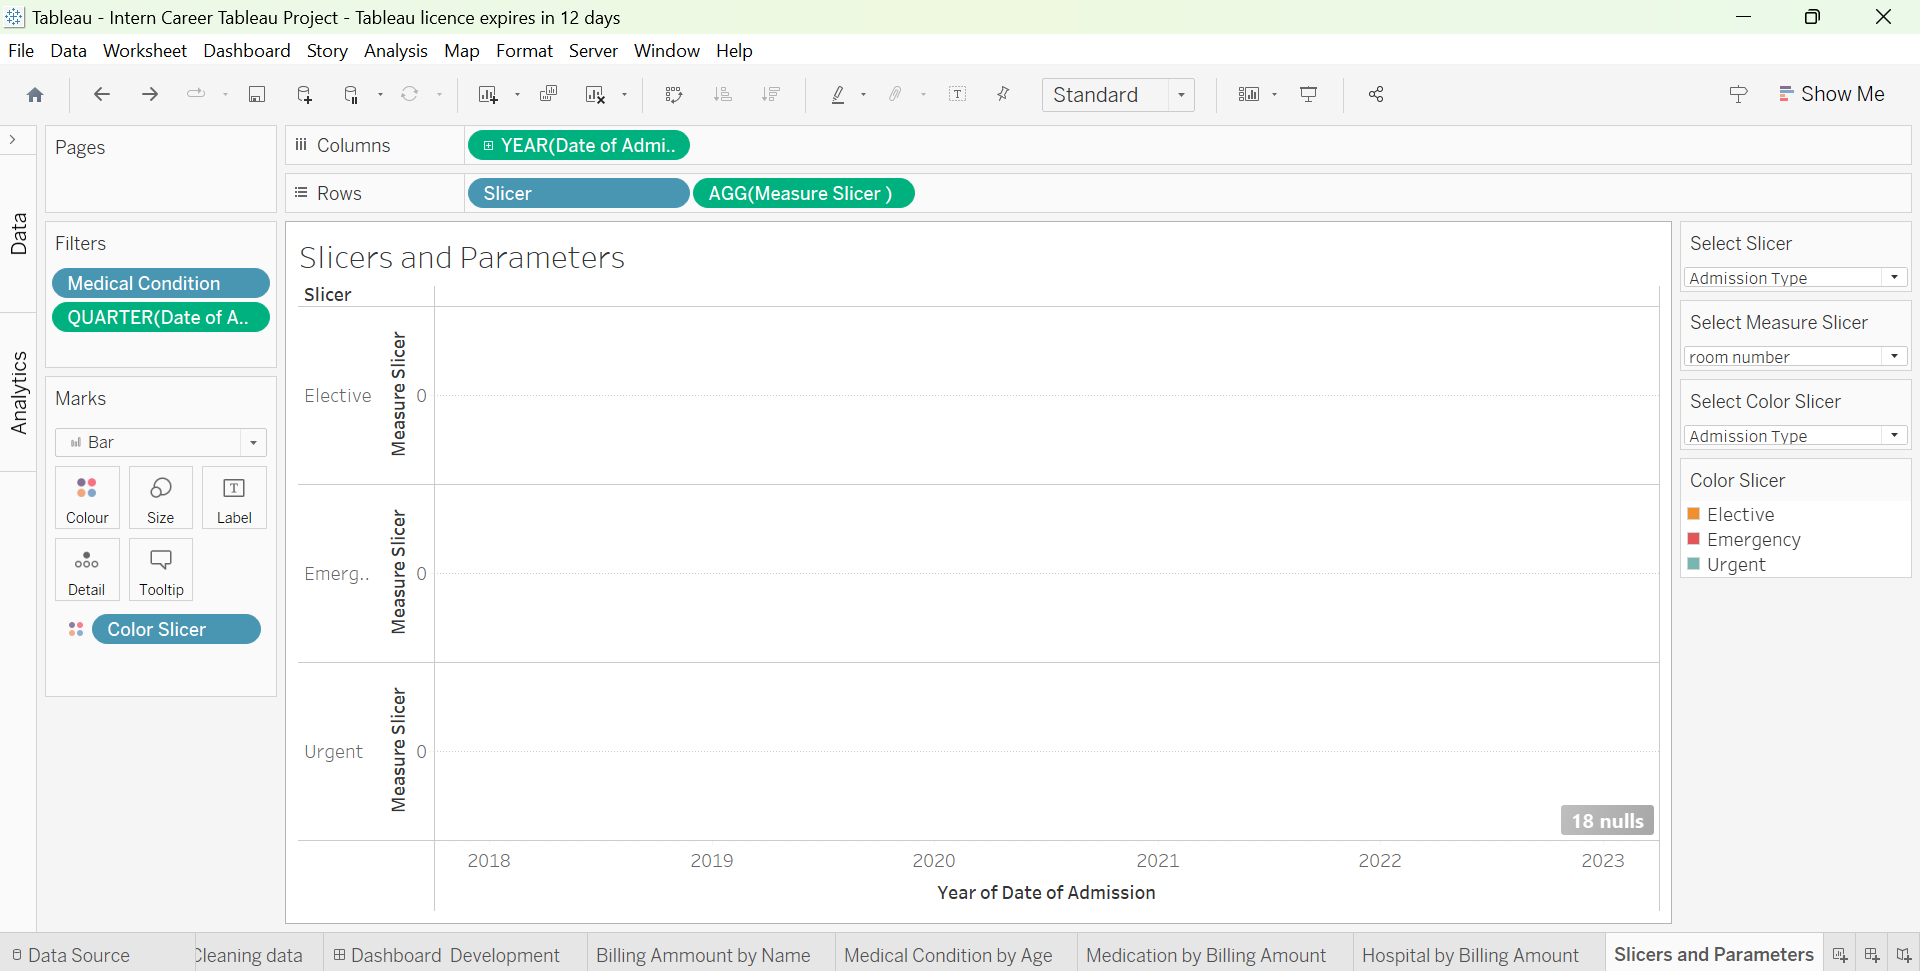 Tableau - Intern Career Tableau Project - Tableau licence expires in 12 days
File Data Worksheet Dashboard Story Analysis Map Format Server Window Help
Standard
Show Me
Pages
Columns
YEAR(Date of Admi..
Rows
Slicer
AGG(Measure Slicer )
Data
Analytics
Filters
Medical Condition
QUARTER(Date of A..
Marks
Bar
Colour
Size
Label
Detail
Tooltip
Color Slicer
Slicers and Parameters
Slicer
Elective
Measure Slicer
0
Emerg..
Measure Slicer
0
Urgent
Measure Slicer
0
18 nulls
2018 2019 2020 2021 2022 2023
Year of Date of Admission
Select Slicer
Admission Type
Select Measure Slicer
room number
Select Color Slicer
Admission Type
Color Slicer
Elective
Emergency
Urgent
Data Source
Cleaning data
Dashboard Development
Billing Ammount by Name
Medical Condition by Age
Medication by Billing Amount
Hospital by Billing Amount
Slicers and Parameters